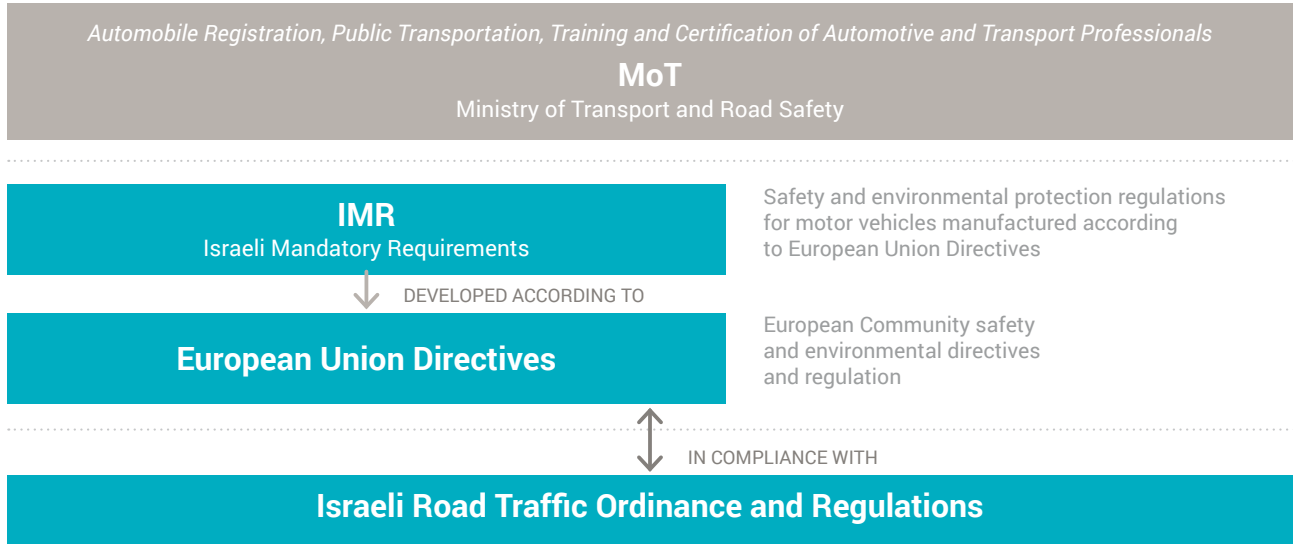 Automobile Registration, Public Transportation, Training and Certification of Automotive and Transport Professionals
MoT
Ministry of Transport and Road Safety
IMR
Israeli Mandatory Requirements
Safety and environmental protection regulations
for motor vehicles manufactured according
to European Union Directives
DEVELOPED ACCORDING TO
European Union Directives
European Community safety
and environmental directives
and regulation
IN COMPLIANCE WITH
Israeli Road Traffic Ordinance and Regulations